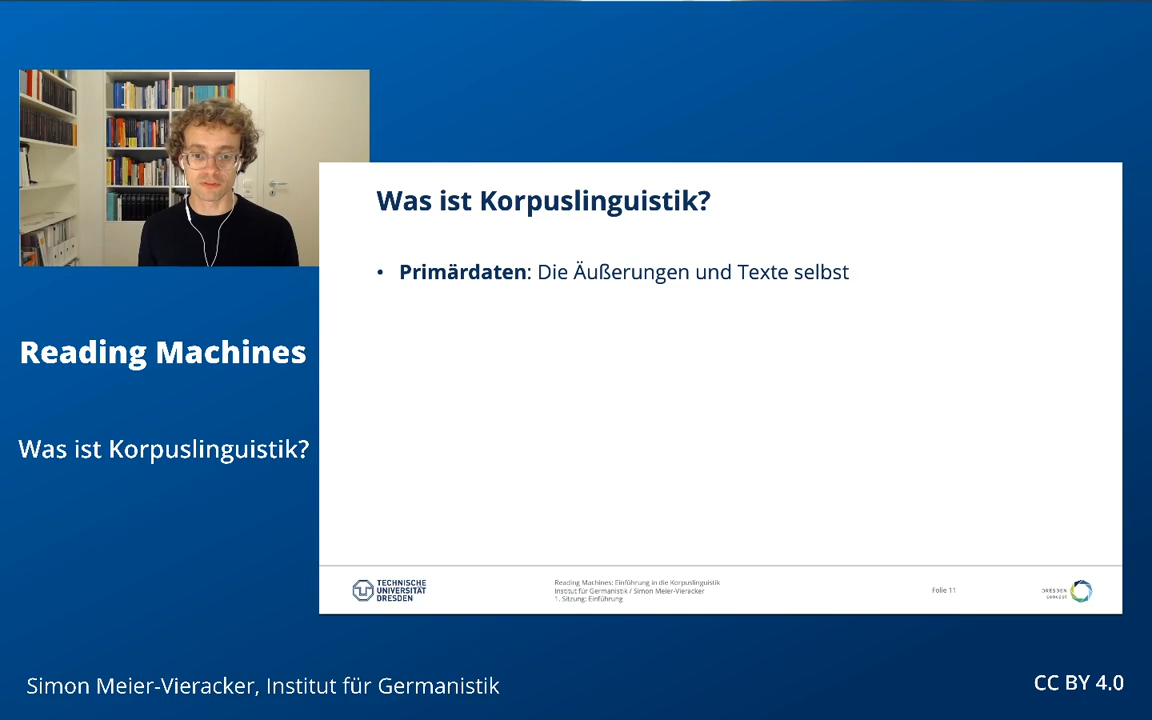 Was ist Korpuslinguistik?
• Primärdaten: Die Äußerungen und Texte selbst
Reading Machines
Was ist Korpuslinguistik?
TECHNISCHE
UNIVERSITÄT
DRESDEN
Reading Machines: Einführung in die Korpuslinguistik
Institut für Germanistik / Simon Meier-Vieracker
1. Sitzung: Einführung
Folie 11
DRESDEN
concept
Simon Meier-Vieracker, Institut für Germanistik
CC BY 4.0